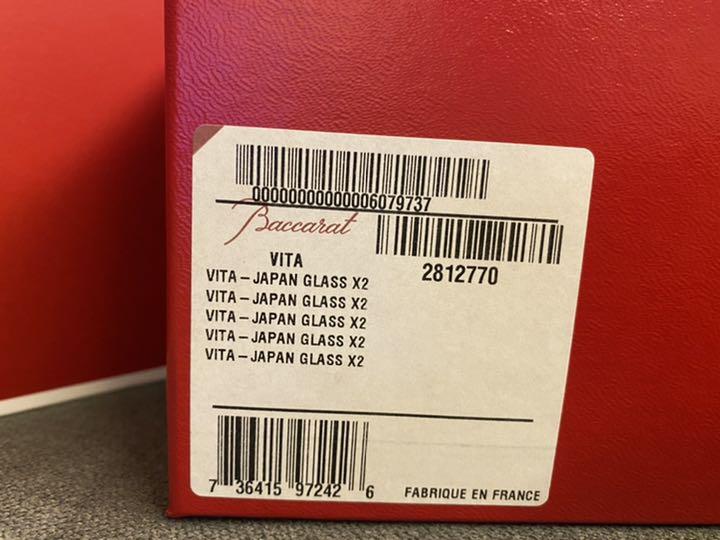 00000000000006079737
Baccarat
2812770
VITA
VITA-JAPAN GLASS X2
VITA-JAPAN GLASS X2
VITA-JAPAN GLASS X2
VITA-JAPAN GLASS X2
VITA-JAPAN GLASS X2
7 36415 97242 6
FABRIQUE EN FRANCE